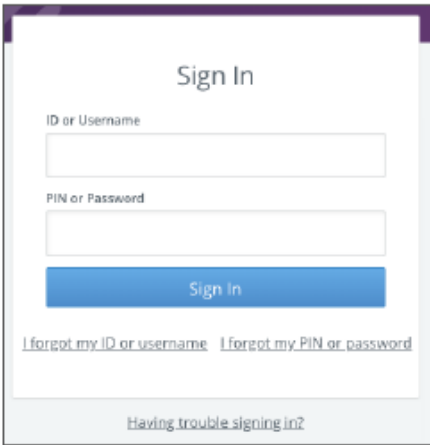 Sign In
ID or Username
PIN or Password
Sign In
I forgot my ID or username I forgot my PIN or password
Having trouble signing in?